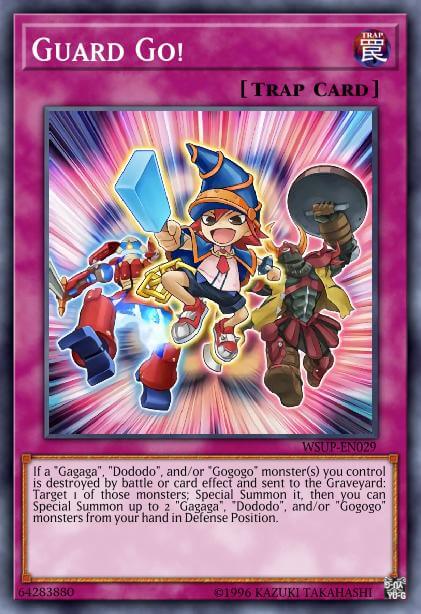 Guard Go!
TRAP
罠
[Trap Card]
WSUP-EN029
If a "Gagaga", "Dododo", and/or "Gogogo" monster(s) you control
is destroyed by battle or card effect and sent to the Graveyard:
Target 1 of those monsters; Special Summon it, then you can
Special Summon up to 2 "Gagaga", "Dododo", and/or "Gogogo"
monsters from your hand in Defense Position.
64283880
©1996 KAZUKI TAKAHASHI